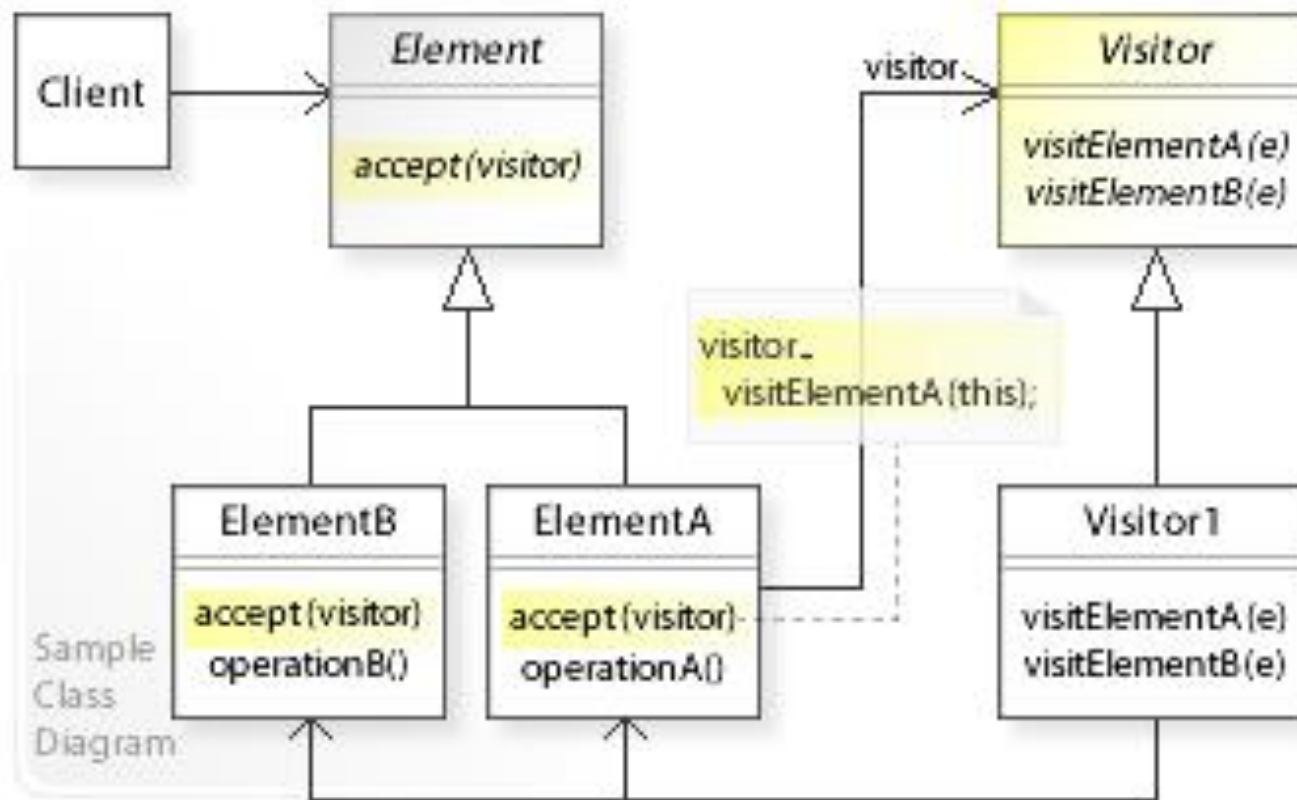 Client
Element
accept(visitor)
visitor
Visitor
visitElementA(e)
visitElementB(e)
visitor.
visitElementA(this);
ElementB
accept(visitor)
operationB()
ElementA
accept(visitor)
operationA()
Visitor1
visitElementA(e)
visitElementB(e)
Sample
Class
Diagram